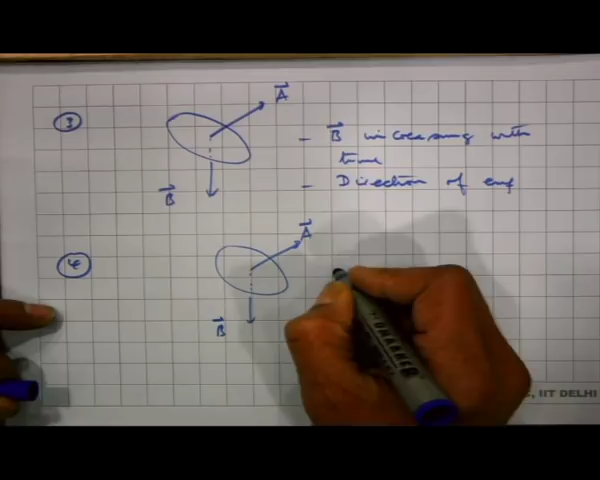 ③ A⃗
- B⃗ increasing with
time
B⃗ - Direction of emf
④ A⃗
B⃗
, IIT DELHI